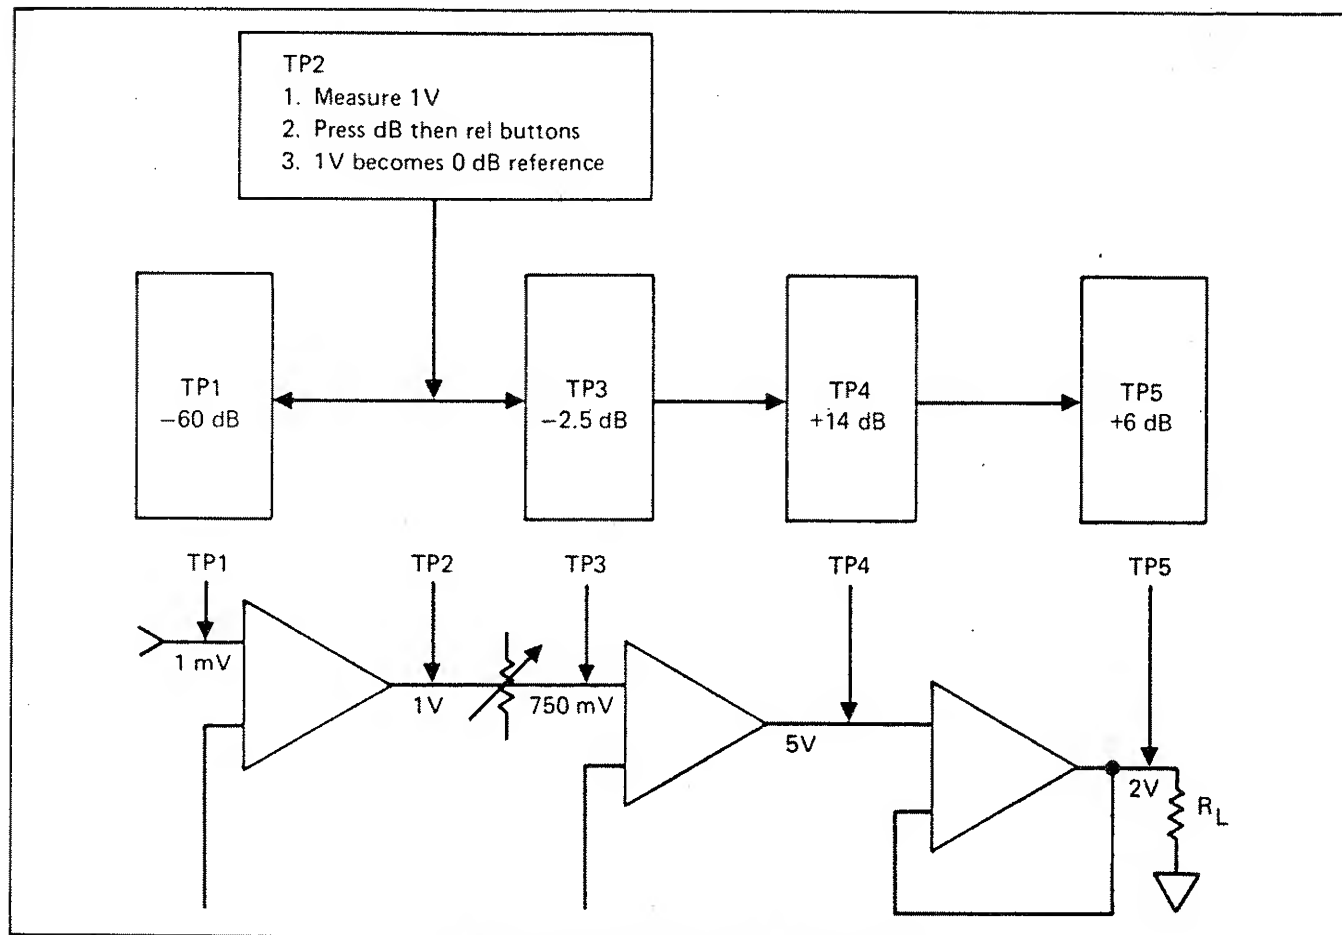 TP2
1. Measure 1V
2. Press dB then rel buttons
3. 1V becomes 0 dB reference
TP1
−60 dB
TP3
−2.5 dB
TP4
+14 dB
TP5
+6 dB
TP1
TP2
TP3
TP4
TP5
1 mV
1V
750 mV
5V
2V
RL